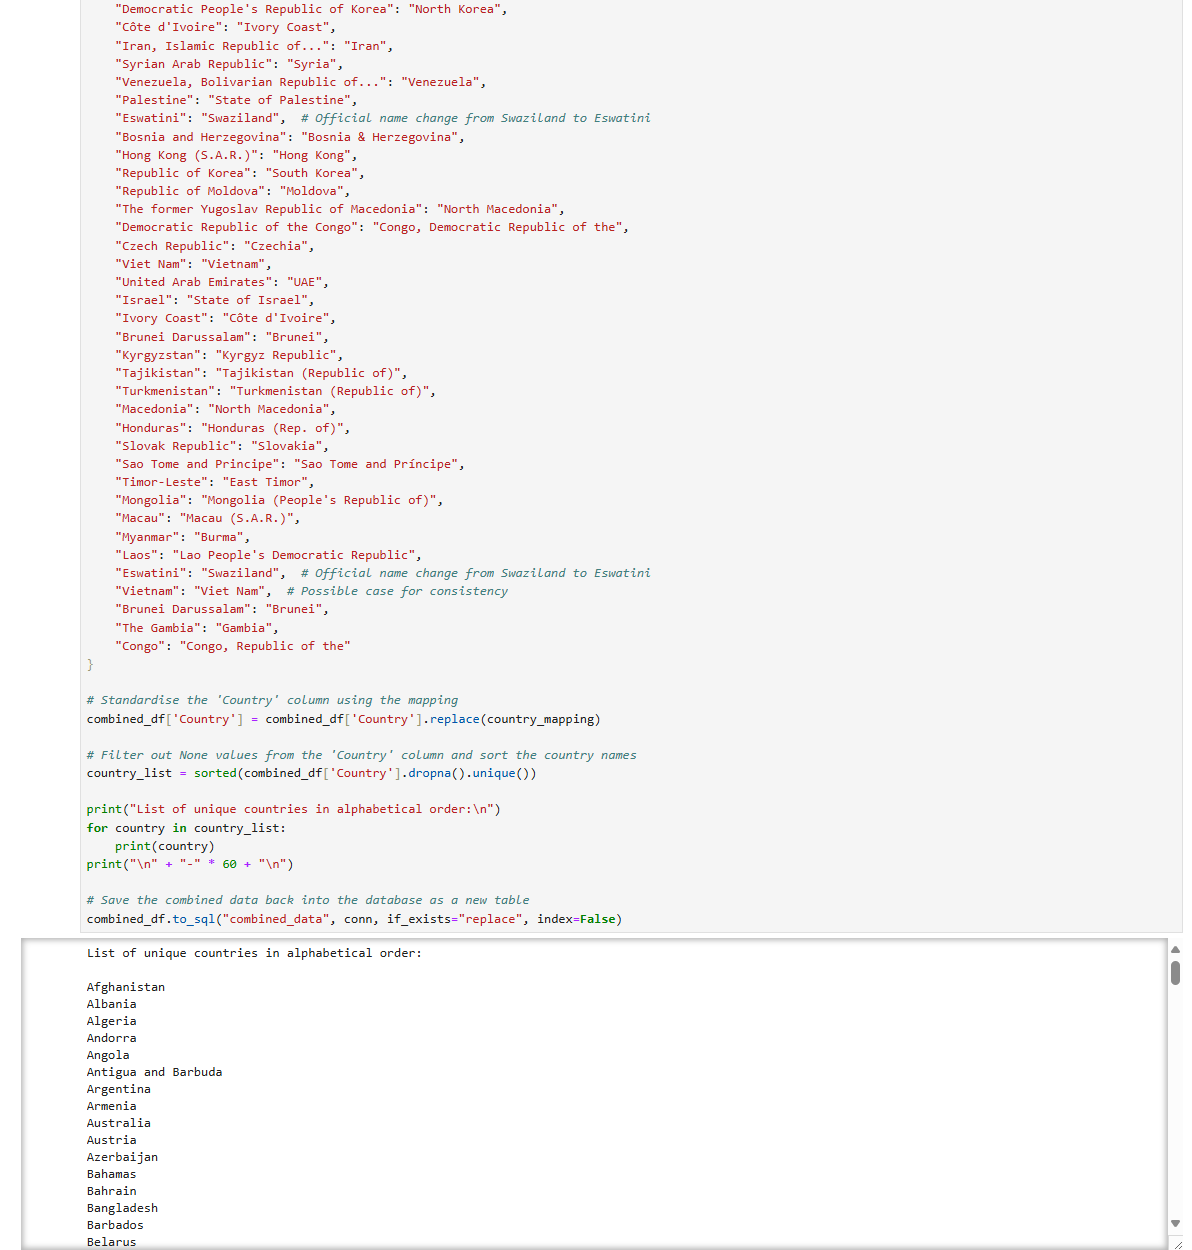 "Democratic People's Republic of Korea": "North Korea",
    "Côte d'Ivoire": "Ivory Coast",
    "Iran, Islamic Republic of...": "Iran",
    "Syrian Arab Republic": "Syria",
    "Venezuela, Bolivarian Republic of...": "Venezuela",
    "Palestine": "State of Palestine",
    "Eswatini": "Swaziland",  # Official name change from Swaziland to Eswatini
    "Bosnia and Herzegovina": "Bosnia & Herzegovina",
    "Hong Kong (S.A.R.)": "Hong Kong",
    "Republic of Korea": "South Korea",
    "Republic of Moldova": "Moldova",
    "The former Yugoslav Republic of Macedonia": "North Macedonia",
    "Democratic Republic of the Congo": "Congo, Democratic Republic of the",
    "Czech Republic": "Czechia",
    "Viet Nam": "Vietnam",
    "United Arab Emirates": "UAE",
    "Israel": "State of Israel",
    "Ivory Coast": "Côte d'Ivoire",
    "Brunei Darussalam": "Brunei",
    "Kyrgyzstan": "Kyrgyz Republic",
    "Tajikistan": "Tajikistan (Republic of)",
    "Turkmenistan": "Turkmenistan (Republic of)",
    "Macedonia": "North Macedonia",
    "Honduras": "Honduras (Rep. of)",
    "Slovak Republic": "Slovakia",
    "Sao Tome and Principe": "Sao Tome and Príncipe",
    "Timor-Leste": "East Timor",
    "Mongolia": "Mongolia (People's Republic of)",
    "Macau": "Macau (S.A.R.)",
    "Myanmar": "Burma",
    "Laos": "Lao People's Democratic Republic",
    "Eswatini": "Swaziland",  # Official name change from Swaziland to Eswatini
    "Vietnam": "Viet Nam",  # Possible case for consistency
    "Brunei Darussalam": "Brunei",
    "The Gambia": "Gambia",
    "Congo": "Congo, Republic of the"
}

# Standardise the 'Country' column using the mapping
combined_df['Country'] = combined_df['Country'].replace(country_mapping)

# Filter out None values from the 'Country' column and sort the country names
country_list = sorted(combined_df['Country'].dropna().unique())

print("List of unique countries in alphabetical order:\n")
for country in country_list:
    print(country)
print("\n" + "-" * 60 + "\n")

# Save the combined data back into the database as a new table
combined_df.to_sql("combined_data", conn, if_exists="replace", index=False)
List of unique countries in alphabetical order:

Afghanistan
Albania
Algeria
Andorra
Angola
Antigua and Barbuda
Argentina
Armenia
Australia
Austria
Azerbaijan
Bahamas
Bahrain
Bangladesh
Barbados
Belarus